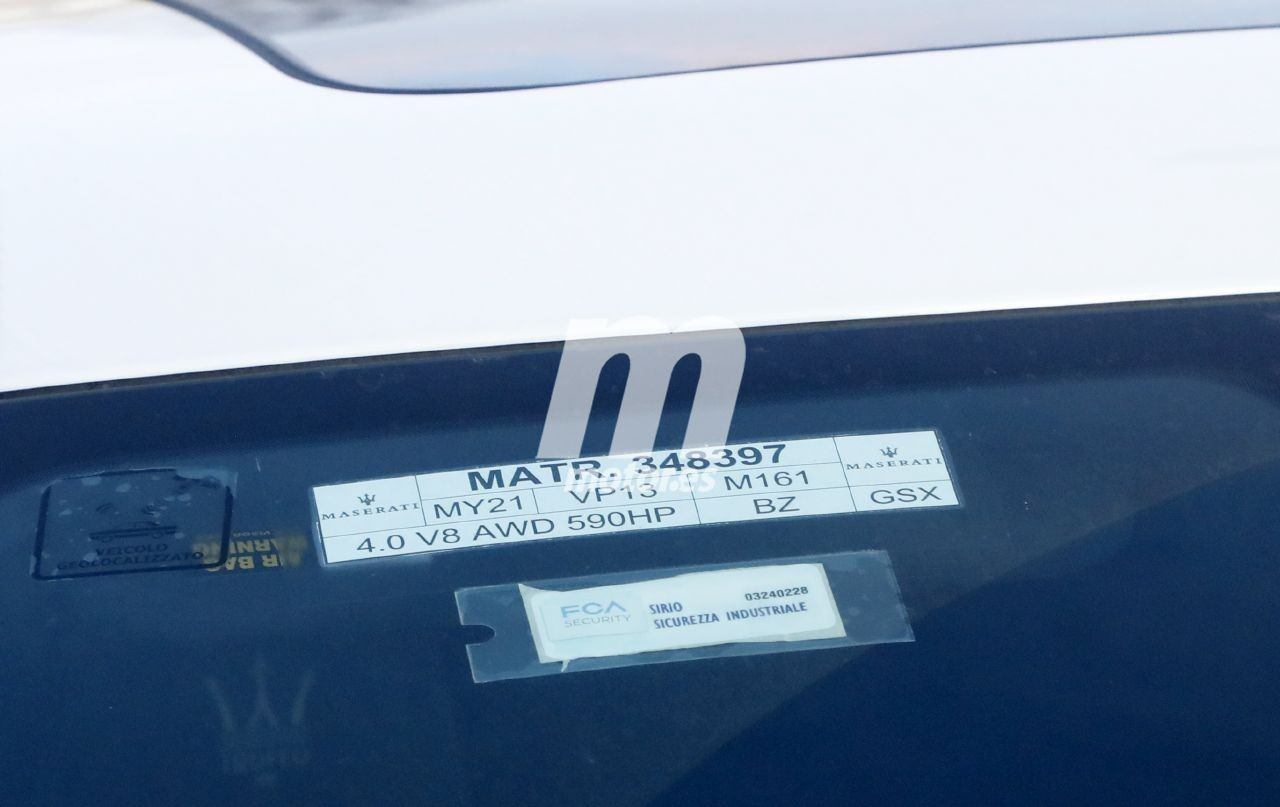 m
motor.es
MATR. 348397
MASERATI MY21 VP13 M161 MASERATI
4.0 V8 AWD 590HP BZ GSX
VEICOLO
GEOLOCALIZZATO
FCA
SECURITY
SIRIO 03240228
SICUREZZA INDUSTRIALE